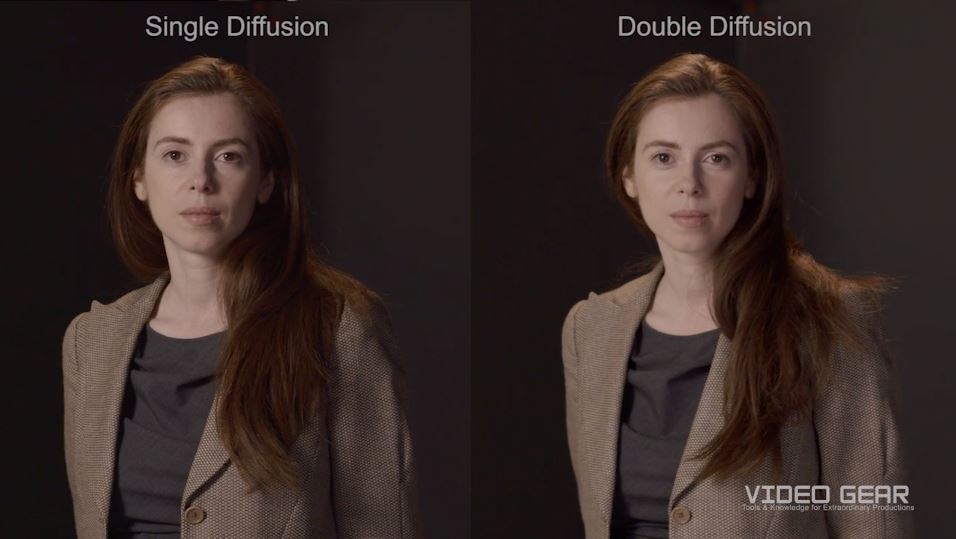 Single Diffusion
Double Diffusion
VIDEO GEAR
Tools & Knowledge for Extraordinary Productions